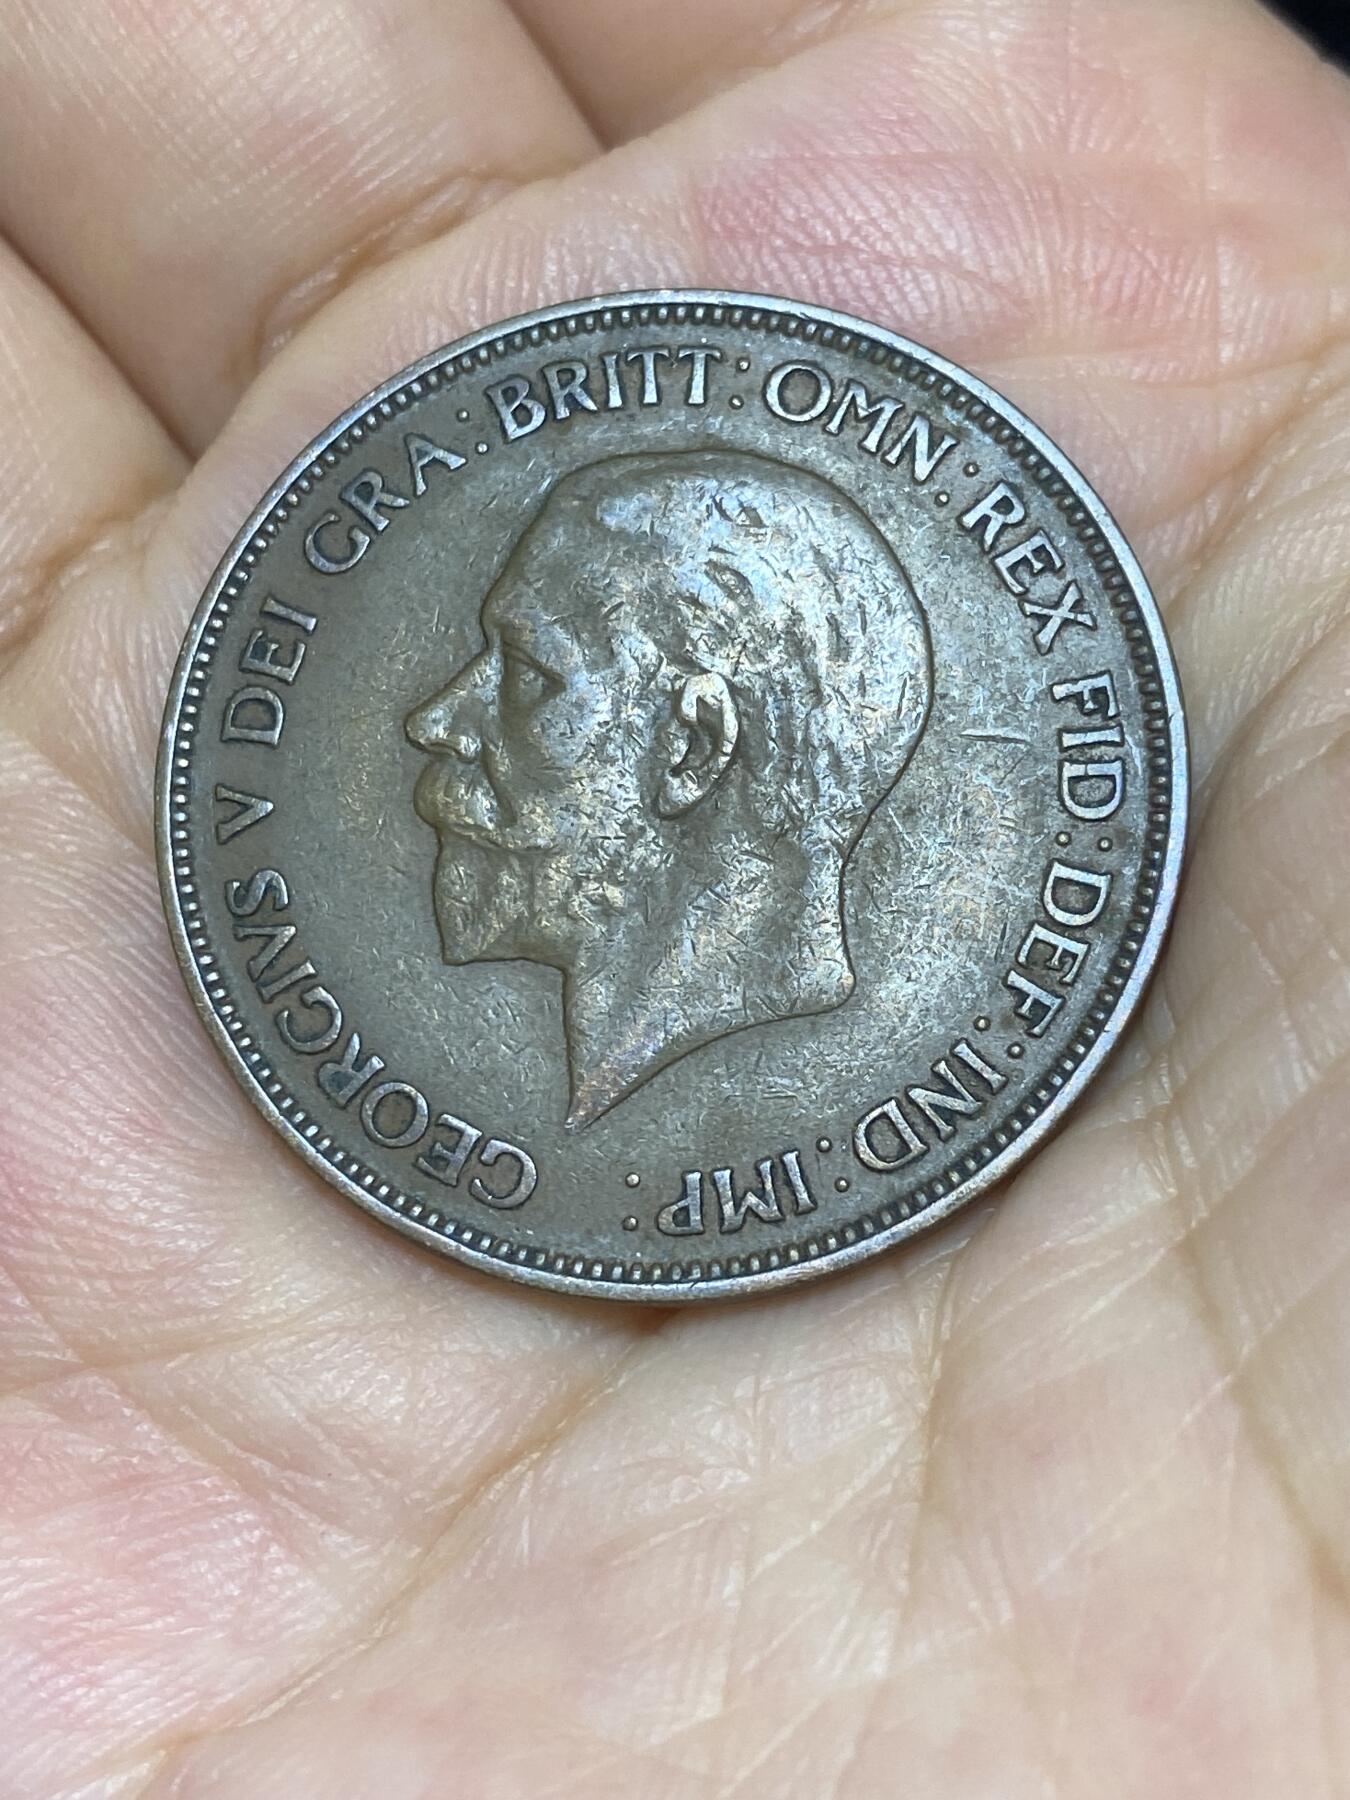 GEORGIVS V DEI GRA: BRITT: OMN: REX FID: DEF: IND: IMP: